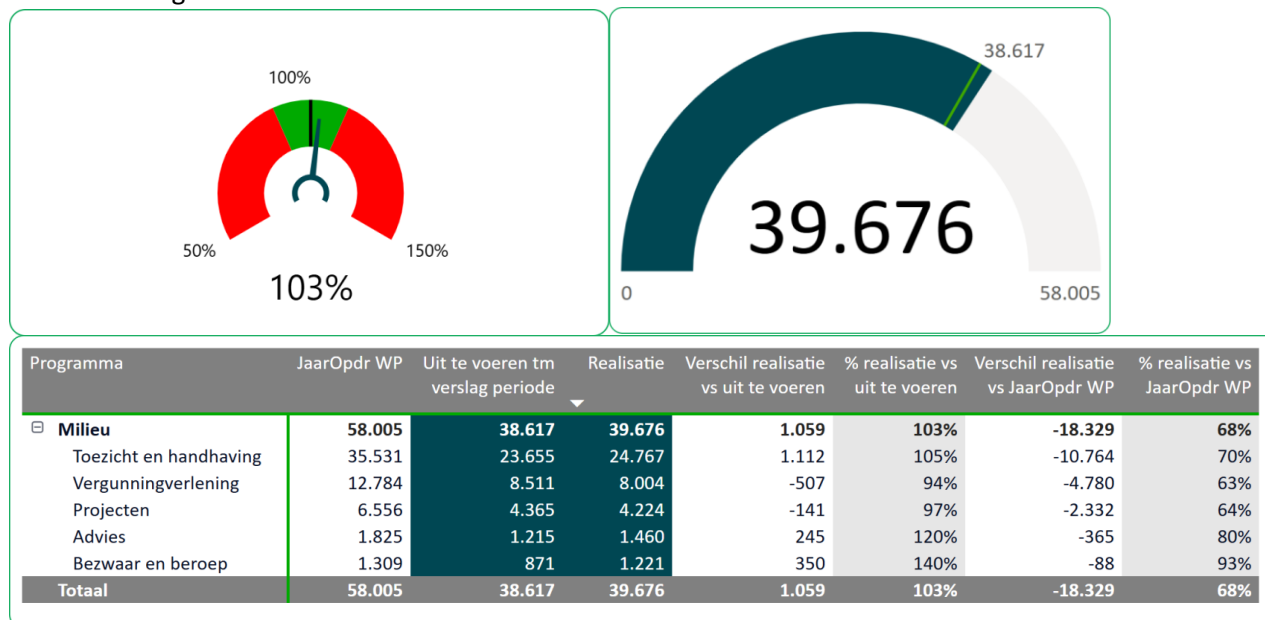 100%
50%
150%
103%
38.617
39.676
0
58.005
Programma JaarOpdr WP Uit te voeren tm verslag periode Realisatie Verschil realisatie vs uit te voeren % realisatie vs uit te voeren Verschil realisatie vs JaarOpdr WP % realisatie vs JaarOpdr WP
Milieu 58.005 38.617 39.676 1.059 103% -18.329 68%
Toezicht en handhaving 35.531 23.655 24.767 1.112 105% -10.764 70%
Vergunningverlening 12.784 8.511 8.004 -507 94% -4.780 63%
Projecten 6.556 4.365 4.224 -141 97% -2.332 64%
Advies 1.825 1.215 1.460 245 120% -365 80%
Bezwaar en beroep 1.309 871 1.221 350 140% -88 93%
Totaal 58.005 38.617 39.676 1.059 103% -18.329 68%